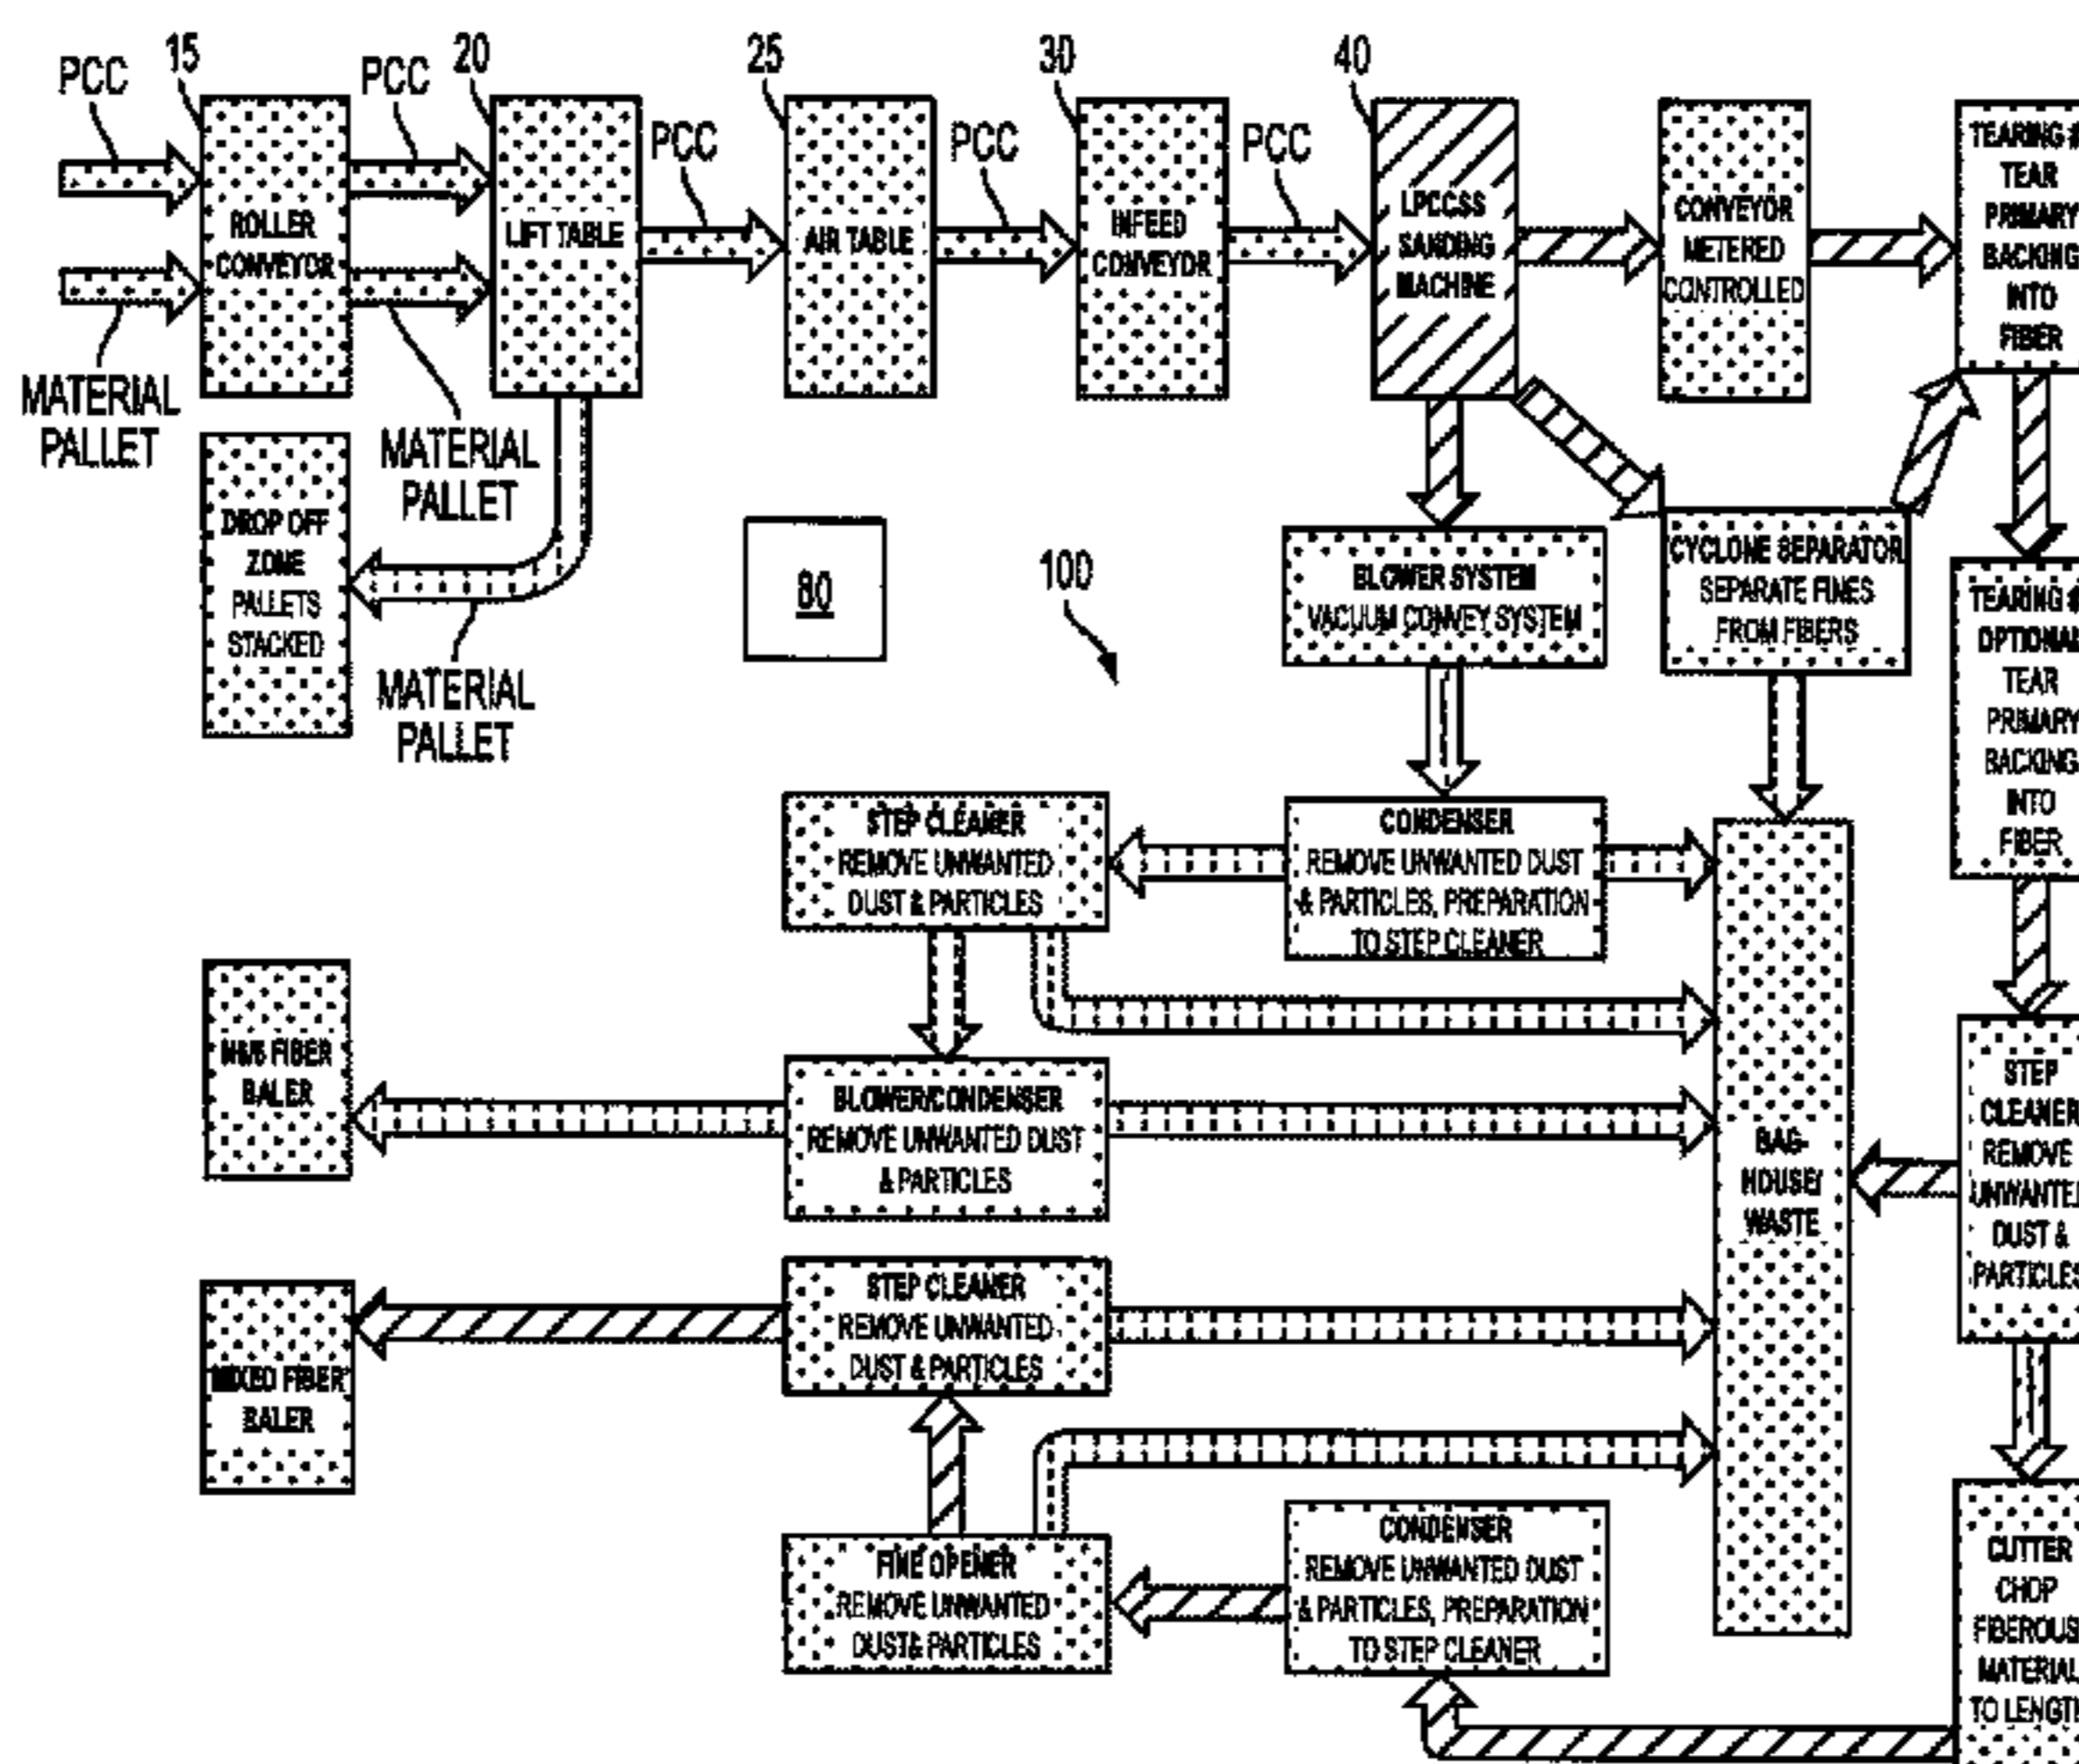 PCC
15
PCC
20
25
30
40
PCC
PCC
PCC
ROLLER
CONVEYOR
LIFT TABLE
AIR TABLE
INFEED
CONVEYOR
LPCCSS
SANDING
MACHINE
CONVEYOR
METERED
CONTROLLED
TEARING
TEAR
PRIMARY
BACKING
INTO
FIBER
MATERIAL
PALLET
MATERIAL
PALLET
DROP OFF
ZONE
PALLETS
STACKED
MATERIAL
PALLET
80
100
BLOWER SYSTEM
VACUUM CONVEY SYSTEM
CYCLONE SEPARATOR
SEPARATE FINES
FROM FIBERS
TEARING
TEAR
PRIMARY
BACKING
INTO
FIBER
STEP CLEANER
REMOVE UNWANTED
DUST & PARTICLES
CONDENSER
REMOVE UNWANTED DUST
& PARTICLES, PREPARATION
TO STEP CLEANER
FIBER
BALER
BLOWER/CONDENSER
REMOVE UNWANTED DUST
& PARTICLES
BAG-
HOUSE/
WASTE
STEP
CLEANER
REMOVE
DUST &
PARTICLES
MIXED FIBER
BALER
STEP CLEANER
REMOVE UNWANTED
DUST & PARTICLES
FINE OPENER
REMOVE UNWANTED
DUST& PARTICLES
CONDENSER
REMOVE UNWANTED DUST
& PARTICLES, PREPARATION
TO STEP CLEANER
CUTTER
CHOP
FIBEROUS
MATERIAL
TO